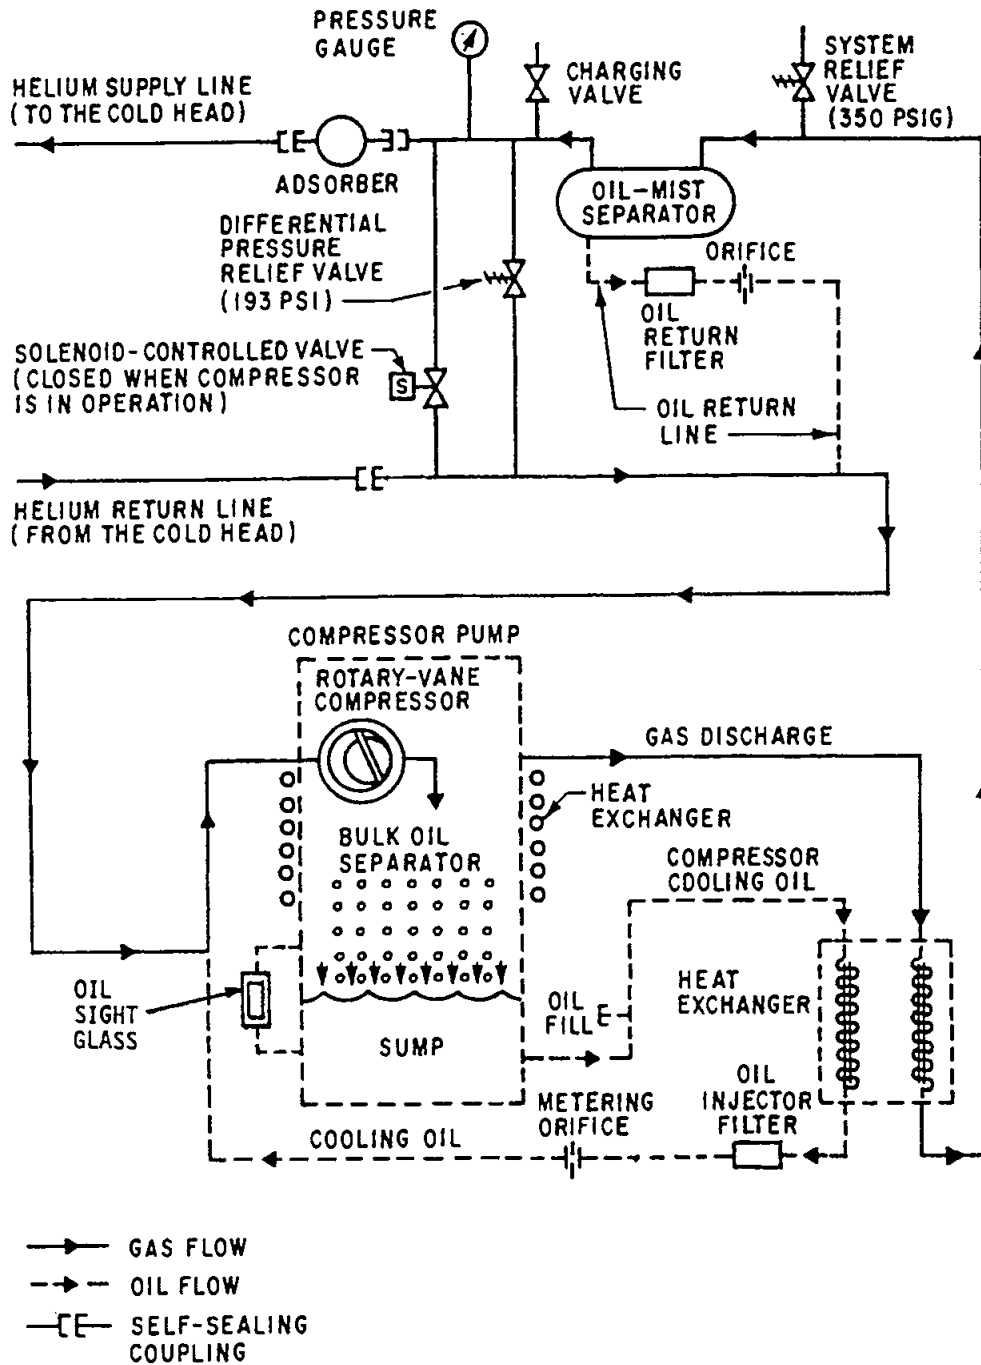 PRESSURE
GAUGE
HELIUM SUPPLY LINE
(TO THE COLD HEAD)
CHARGING
VALVE
SYSTEM
RELIEF
VALVE
(350 PSIG)
ADSORBER
OIL-MIST
SEPARATOR
DIFFERENTIAL
PRESSURE
RELIEF VALVE
(193 PSI)
ORIFICE
OIL
RETURN
FILTER
SOLENOID-CONTROLLED VALVE
(CLOSED WHEN COMPRESSOR
IS IN OPERATION)
S
OIL RETURN
LINE
HELIUM RETURN LINE
(FROM THE COLD HEAD)
COMPRESSOR PUMP
ROTARY-VANE
COMPRESSOR
GAS DISCHARGE
HEAT
EXCHANGER
BULK OIL
SEPARATOR
COMPRESSOR
COOLING OIL
OIL
SIGHT
GLASS
OIL
FILL
HEAT
EXCHANGER
SUMP
METERING
ORIFICE
OIL
INJECTOR
FILTER
COOLING OIL
GAS FLOW
OIL FLOW
SELF-SEALING
COUPLING